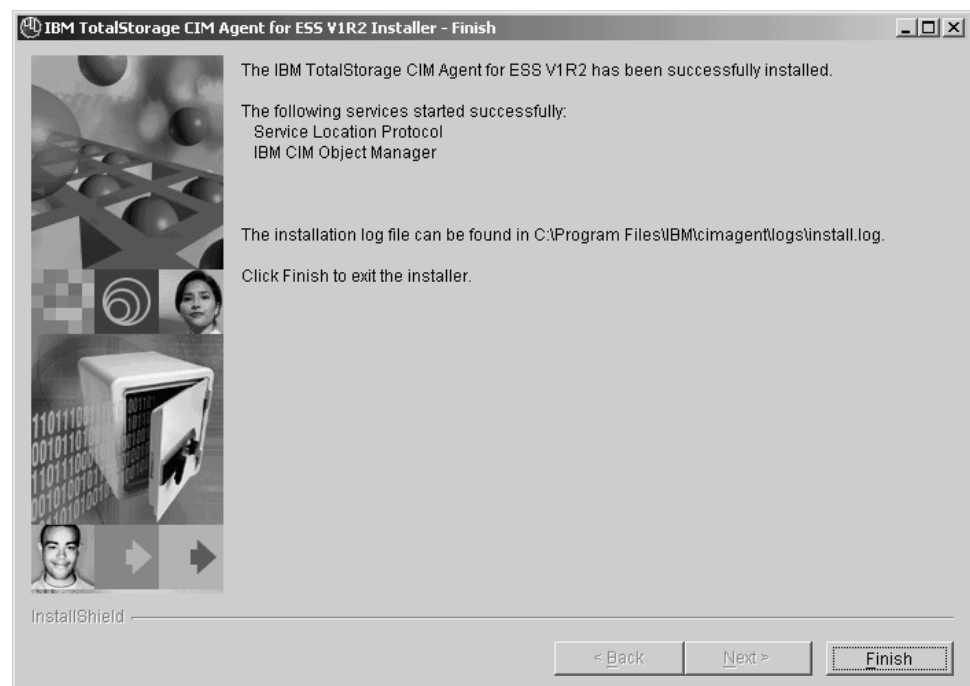 IBM TotalStorage CIM Agent for ESS V1R2 Installer - Finish
The IBM TotalStorage CIM Agent for ESS V1R2 has been successfully installed.
The following services started successfully:
Service Location Protocol
IBM CIM Object Manager
The installation log file can be found in C:\Program Files\IBM\cimagent\logs\install.log.
Click Finish to exit the installer.
InstallShield
< Back
Next >
Finish